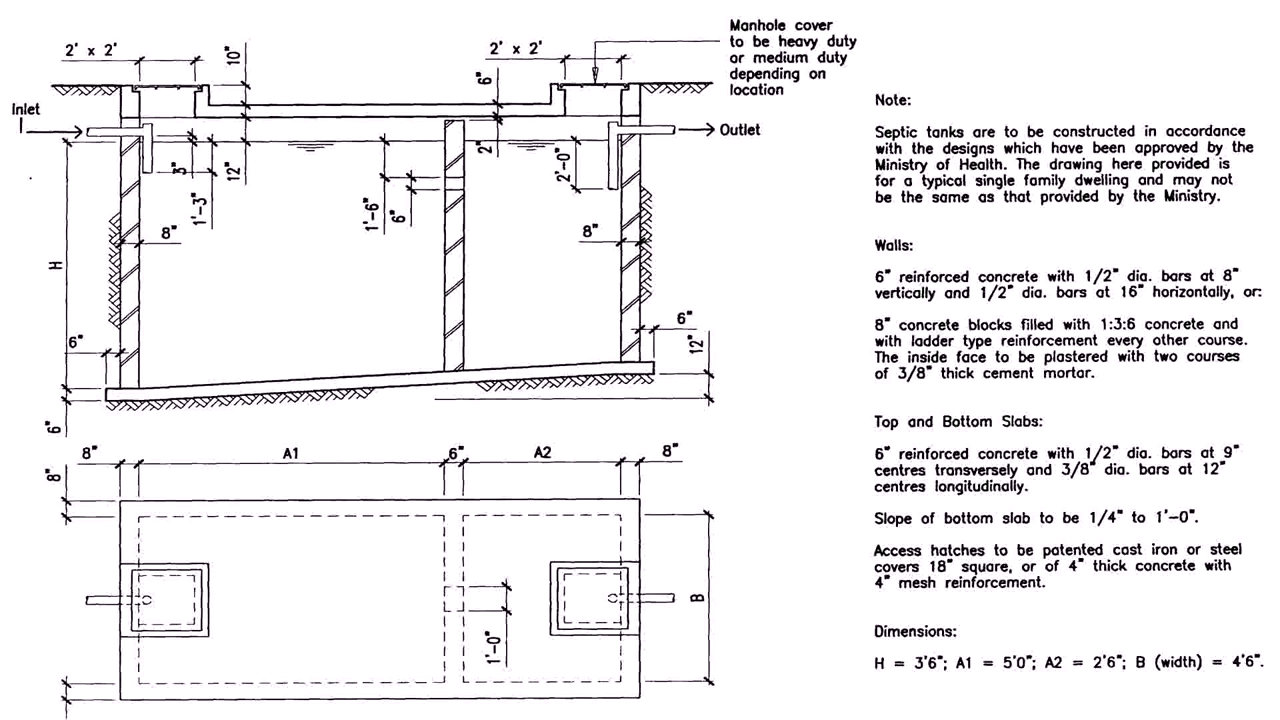 Manhole cover
to be heavy duty
or medium duty
depending on
location
2' x 2'
10"
6"
2' x 2'
Inlet
Outlet
3"
1'-3"
12"
1'-6"
6"
2"
2'-0"
8"
8"
H
6"
6"
12"
6"
8"
A1
6"
A2
8"
8"
B
1'-0"
Note:
Septic tanks are to be constructed in accordance
with the designs which have been approved by the
Ministry of Health. The drawing here provided is
for a typical single family dwelling and may not
be the same as that provided by the Ministry.
Walls:
6" reinforced concrete with 1/2" dia. bars at 8"
vertically and 1/2" dia. bars at 16" horizontally, or:
8" concrete blocks filled with 1:3:6 concrete and
with ladder type reinforcement every other course.
The inside face to be plastered with two courses
of 3/8" thick cement mortar.
Top and Bottom Slabs:
6" reinforced concrete with 1/2" dia. bars at 9"
centres transversely and 3/8" dia. bars at 12"
centres longitudinally.
Slope of bottom slab to be 1/4" to 1'-0".
Access hatches to be patented cast iron or steel
covers 18" square, or of 4" thick concrete with
4" mesh reinforcement.
Dimensions:
H = 3'6"; A1 = 5'0"; A2 = 2'6"; B (width) = 4'6".